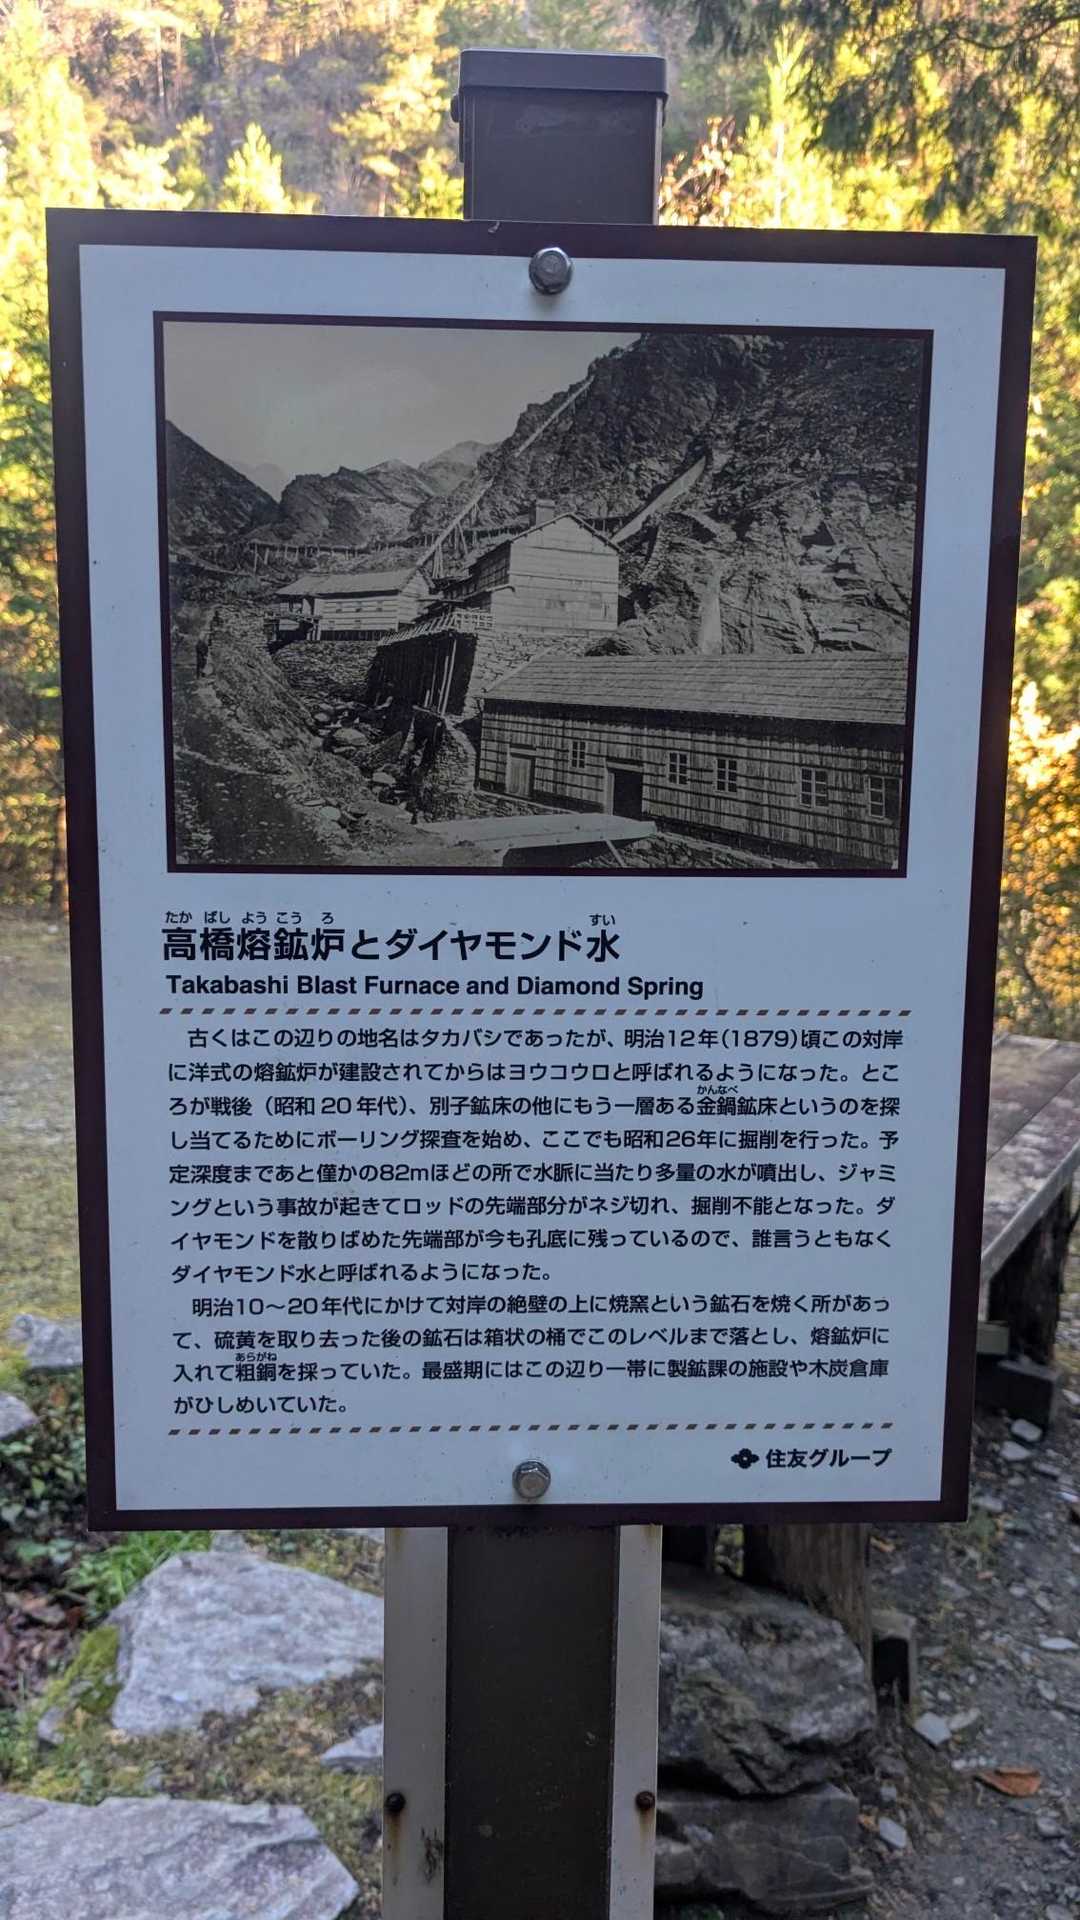 たか ばし よう こう ろ すい
高橋熔鉱炉とダイヤモンド水
Takabashi Blast Furnace and Diamond Spring
古くはこの辺りの地名はタカバシであったが、明治12年(1879)頃この対岸
に洋式の熔鉱炉が建設されてからはヨウコウロと呼ばれるようになった。とこ
かんなべ
ろが戦後（昭和20年代）、別子鉱床の他にもう一層ある金鍋鉱床というのを探
し当てるためにボーリング探査を始め、ここでも昭和26年に掘削を行った。予
定深度まであと僅かの82mほどの所で水脈に当たり多量の水が噴出し、ジャミ
ングという事故が起きてロッドの先端部分がネジ切れ、掘削不能となった。ダ
イヤモンドを散りばめた先端部が今も孔底に残っているので、誰言うともなく
ダイヤモンド水と呼ばれるようになった。
明治10～20年代にかけて対岸の絶壁の上に焼窯という鉱石を焼く所があっ
て、硫黄を取り去った後の鉱石は箱状の桶でこのレベルまで落とし、熔鉱炉に
あらがね
入れて粗銅を採っていた。最盛期にはこの辺り一帯に製鉱課の施設や木炭倉庫
がひしめいていた。
住友グループ